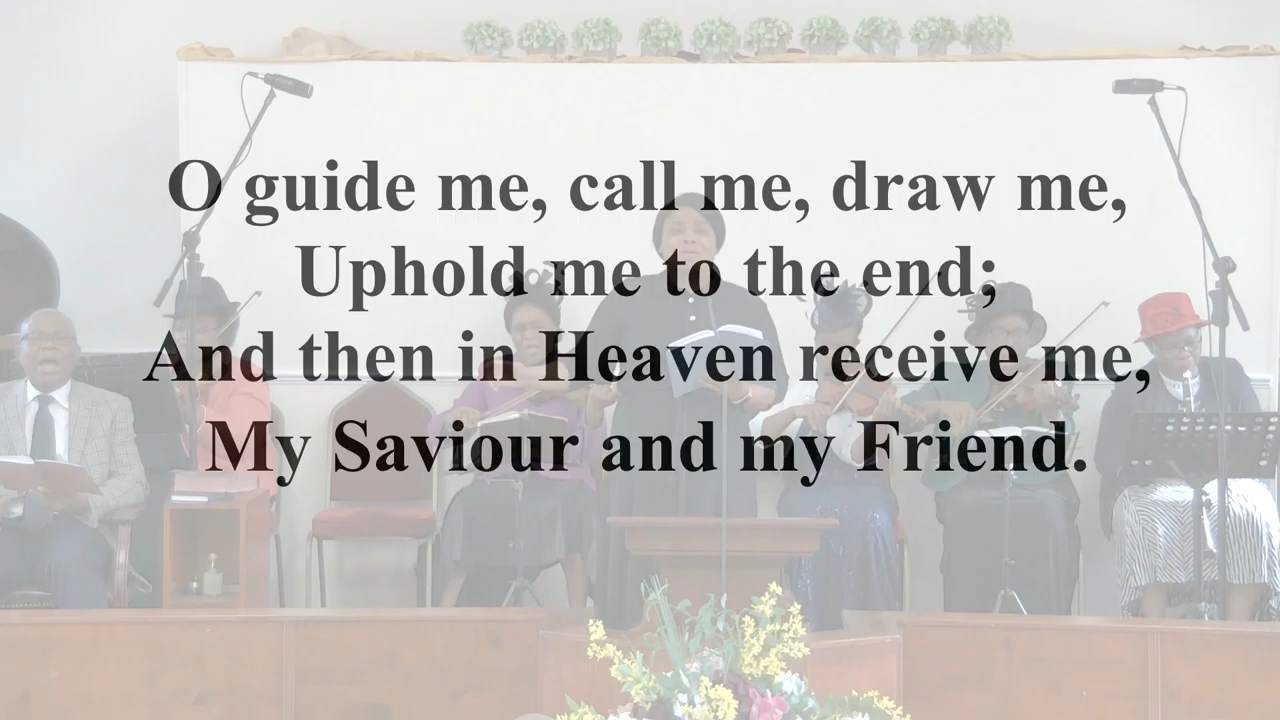 O guide me, call me, draw me,
Uphold me to the end;
And then in Heaven receive me,
My Saviour and my Friend.